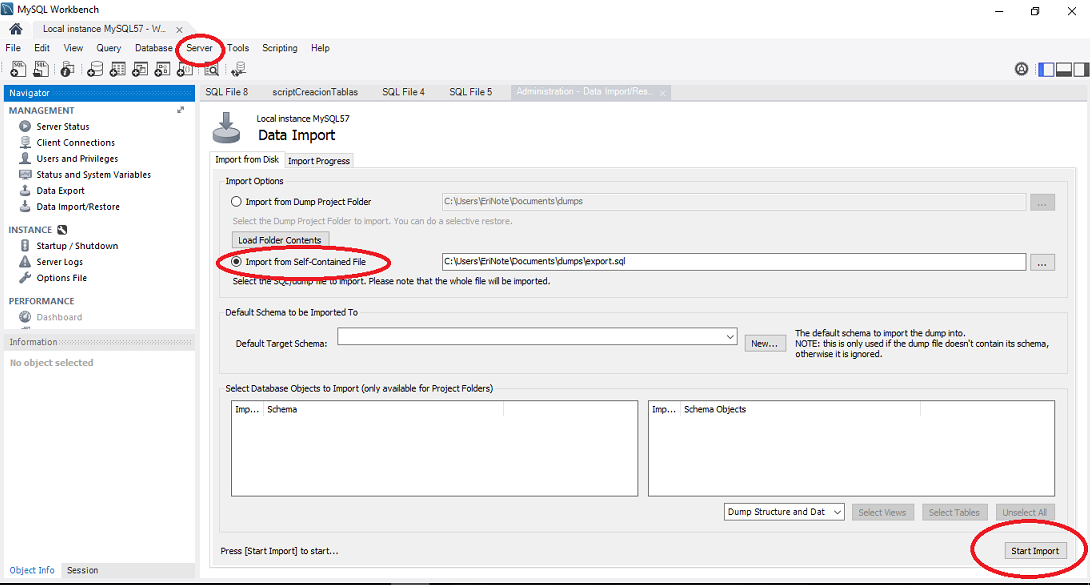 MySQL Workbench
Local instance MySQL57 - W...
File Edit View Query Database Server Tools Scripting Help
Navigator
MANAGEMENT
Server Status
Client Connections
Users and Privileges
Status and System Variables
Data Export
Data Import/Restore
INSTANCE
Startup / Shutdown
Server Logs
Options File
PERFORMANCE
Dashboard
Information
No object selected
Object Info Session
SQL File 8 scriptCreacionTablas SQL File 4 SQL File 5 Administration - Data Import/Res...
Local instance MySQL57
Data Import
Import from Disk Import Progress
Import Options
Import from Dump Project Folder C:\Users\EriNote\Documents\dumps ...
Select the Dump Project Folder to import. You can do a selective restore.
Load Folder Contents
Import from Self-Contained File C:\Users\EriNote\Documents\dumps\export.sql ...
Select the SQL/dump file to import. Please note that the whole file will be imported.
Default Schema to be Imported To
Default Target Schema: New...
The default schema to import the dump into.
NOTE: this is only used if the dump file doesn't contain its schema,
otherwise it is ignored.
Select Database Objects to Import (only available for Project Folders)
Imp... Schema
Imp... Schema Objects
Dump Structure and Dat Select Views Select Tables Unselect All
Press [Start Import] to start...
Start Import